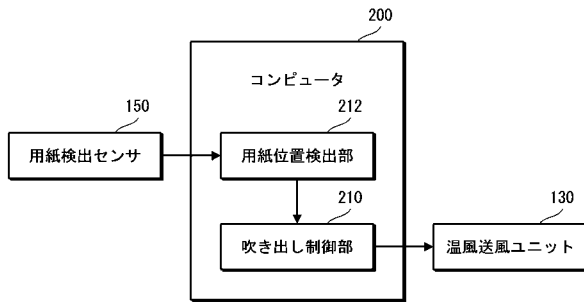 200
コンピュータ
150
212
用紙検出センサ
用紙位置検出部
210
130
吹き出し制御部
温風送風ユニット